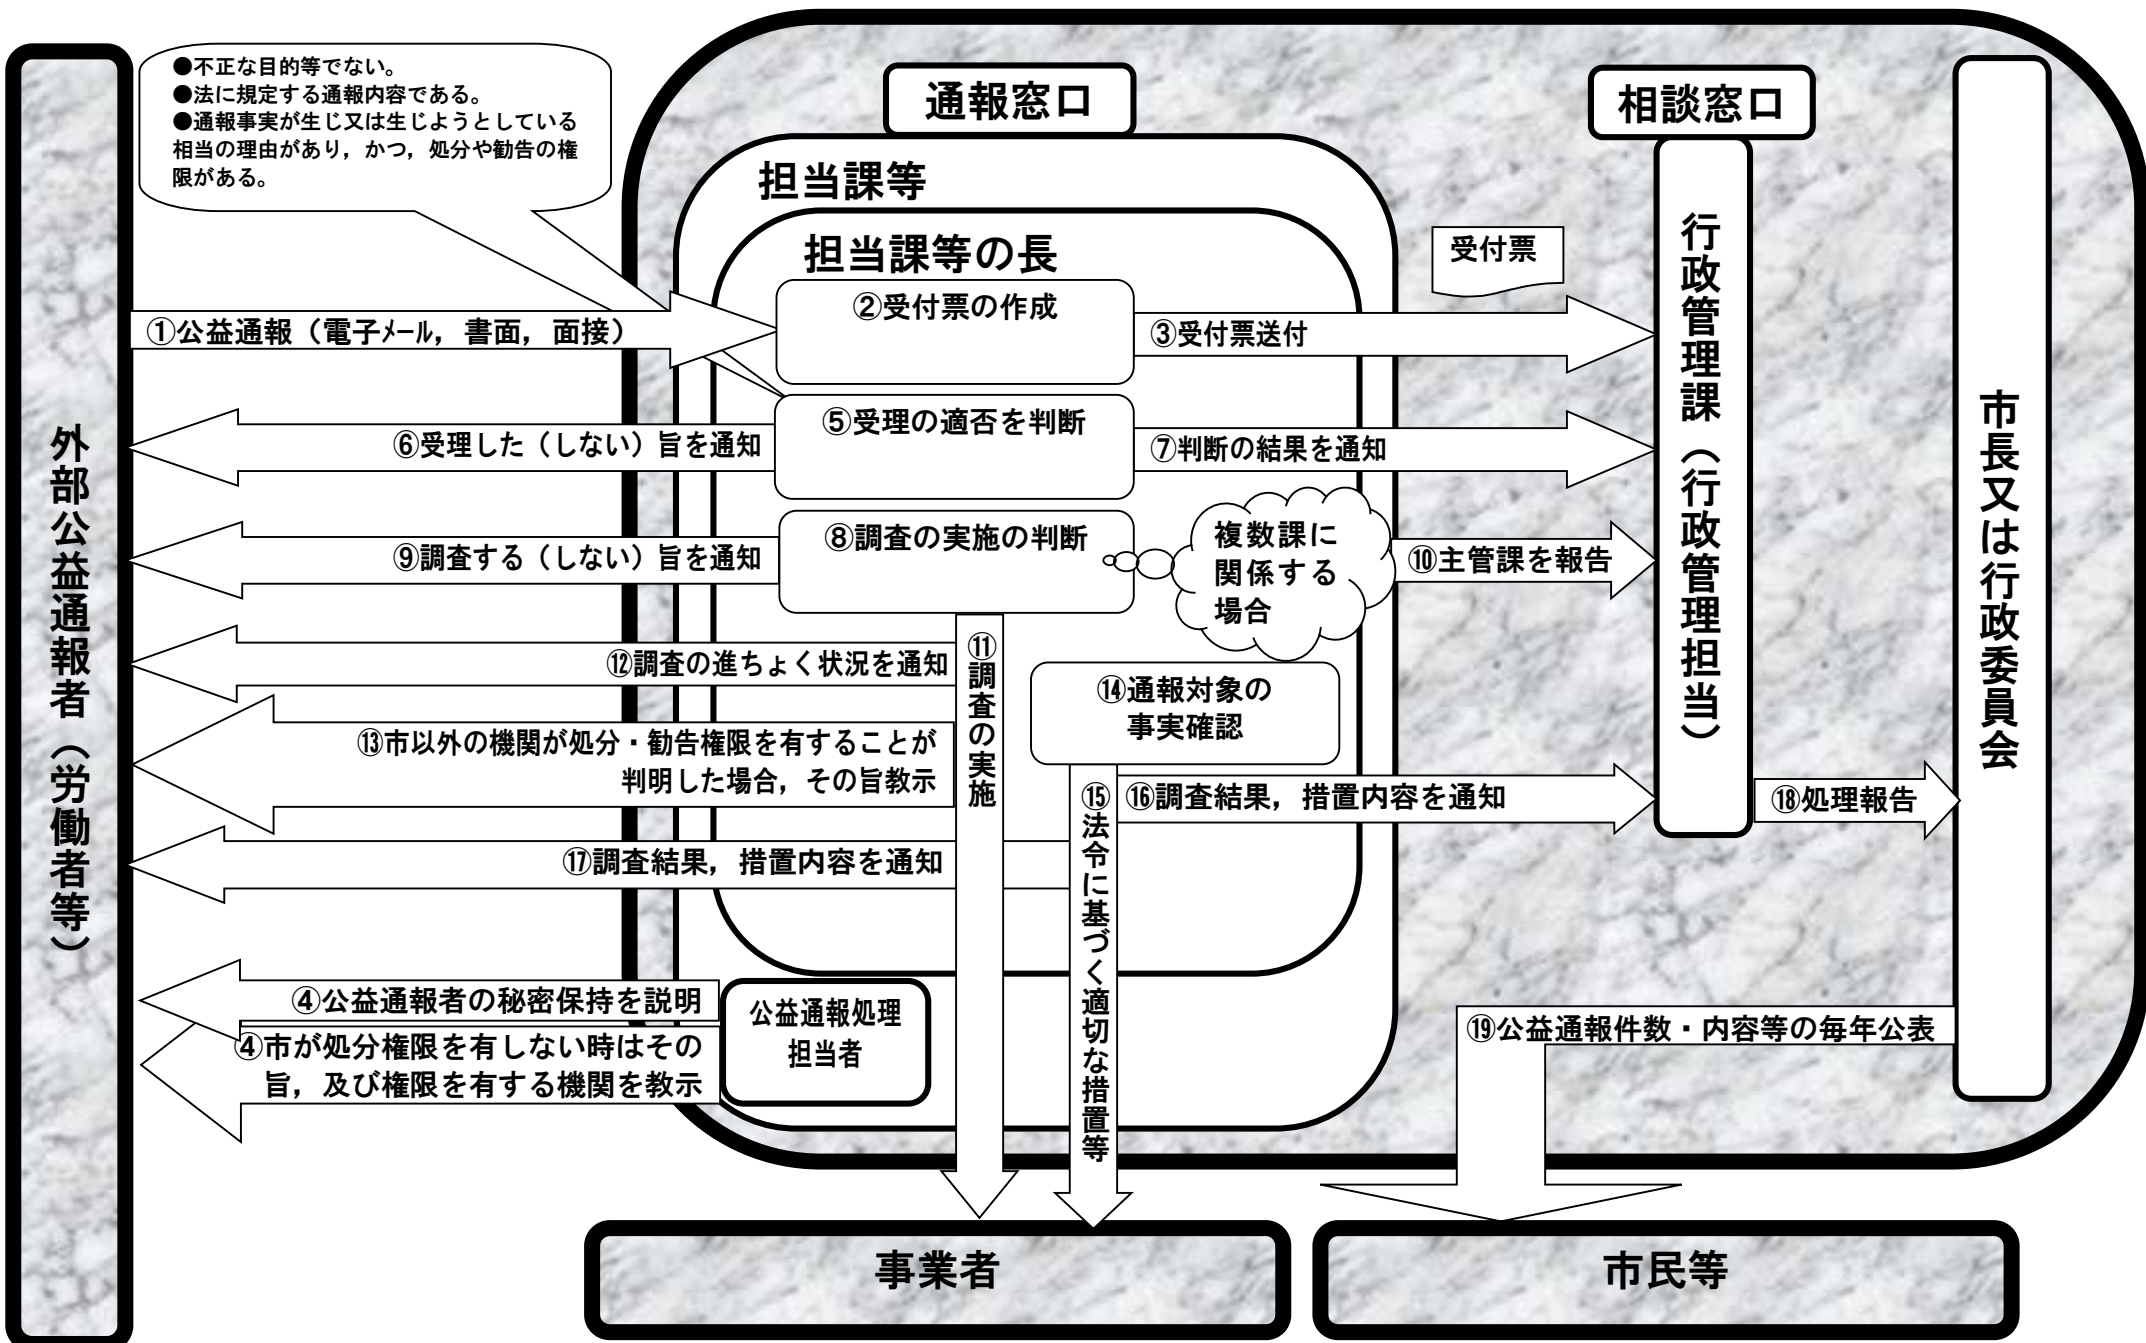 ●不正な目的等でない。
●法に規定する通報内容である。
●通報事実が生じ又は生じようとしている
相当の理由があり，かつ，処分や勧告の権
限がある。
通報窓口
相談窓口
担当課等
担当課等の長
受付票
①公益通報（電子ﾒｰﾙ，書面，面接）
②受付票の作成
③受付票送付
⑤受理の適否を判断
⑥受理した（しない）旨を通知
⑦判断の結果を通知
⑧調査の実施の判断
複数課に
関係する
場合
⑨調査する（しない）旨を通知
⑩主管課を報告
⑪調査の実施
⑫調査の進ちょく状況を通知
⑭通報対象の
事実確認
⑬市以外の機関が処分・勧告権限を有することが
判明した場合，その旨教示
⑮法令に基づく適切な措置等
⑯調査結果，措置内容を通知
⑱処理報告
⑰調査結果，措置内容を通知
④公益通報者の秘密保持を説明
④市が処分権限を有しない時はその
旨，及び権限を有する機関を教示
公益通報処理
担当者
⑲公益通報件数・内容等の毎年公表
外部公益通報者（労働者等）
行政管理課（行政管理担当）
市長又は行政委員会
事業者
市民等